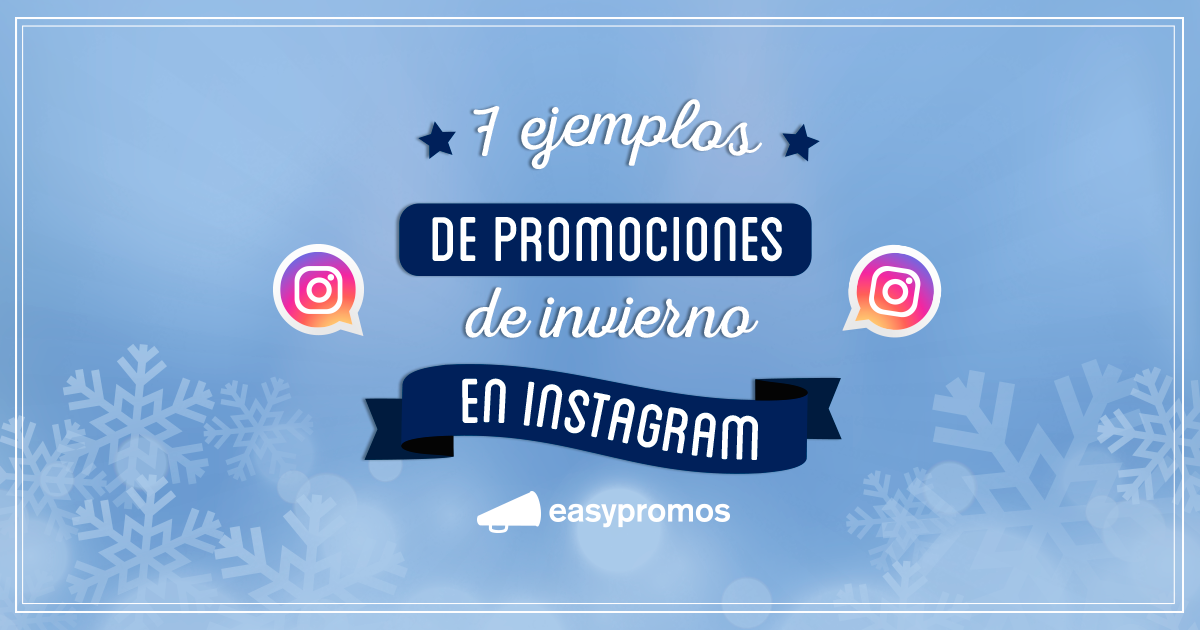 7 ejemplos
DE PROMOCIONES
de invierno
EN INSTAGRAM
easypromos